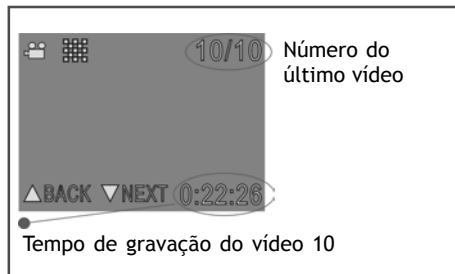 10/10
Número do
último vídeo
△BACK ▽NEXT 0:22:26
Tempo de gravação do vídeo 10